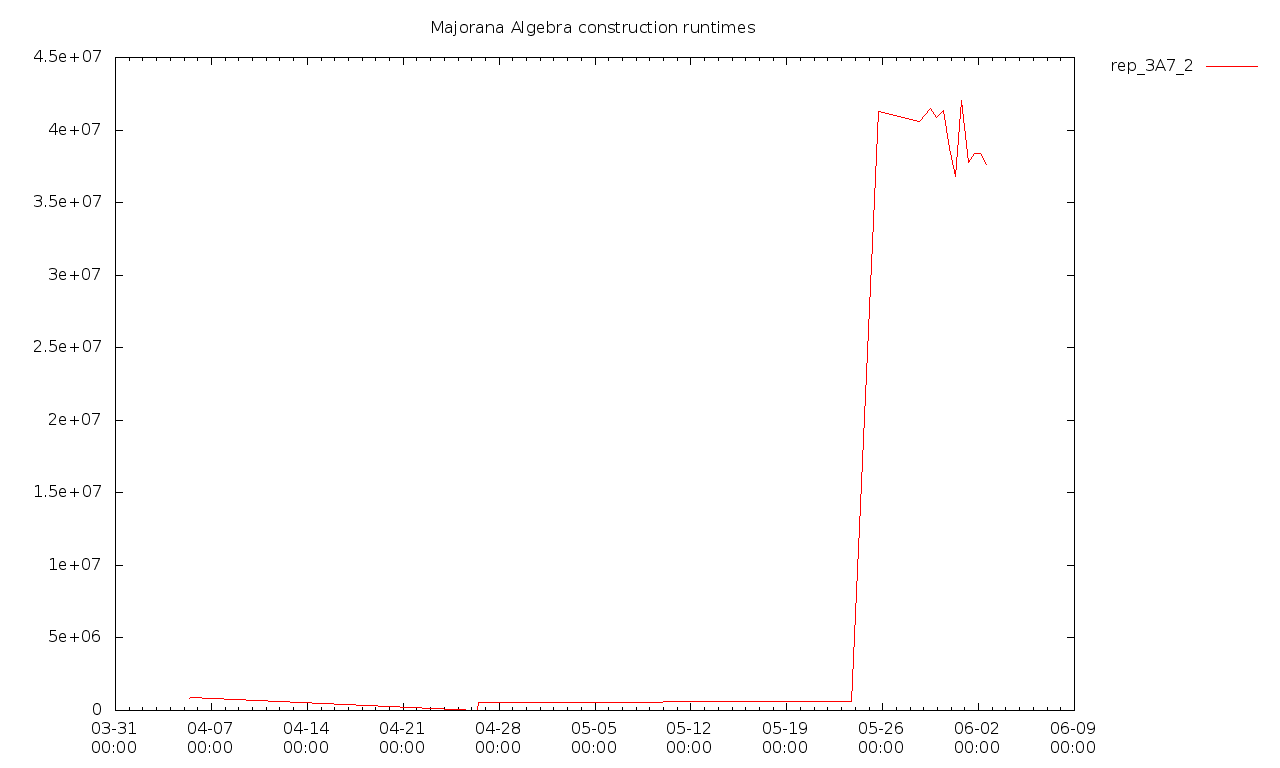 Majorana Algebra construction runtimes
rep_3A7_2
4.5e+07
4e+07
3.5e+07
3e+07
2.5e+07
2e+07
1.5e+07
1e+07
5e+06
0
03-31 04-07 04-14 04-21 04-28 05-05 05-12 05-19 05-26 06-02 06-09
00:00 00:00 00:00 00:00 00:00 00:00 00:00 00:00 00:00 00:00 00:00